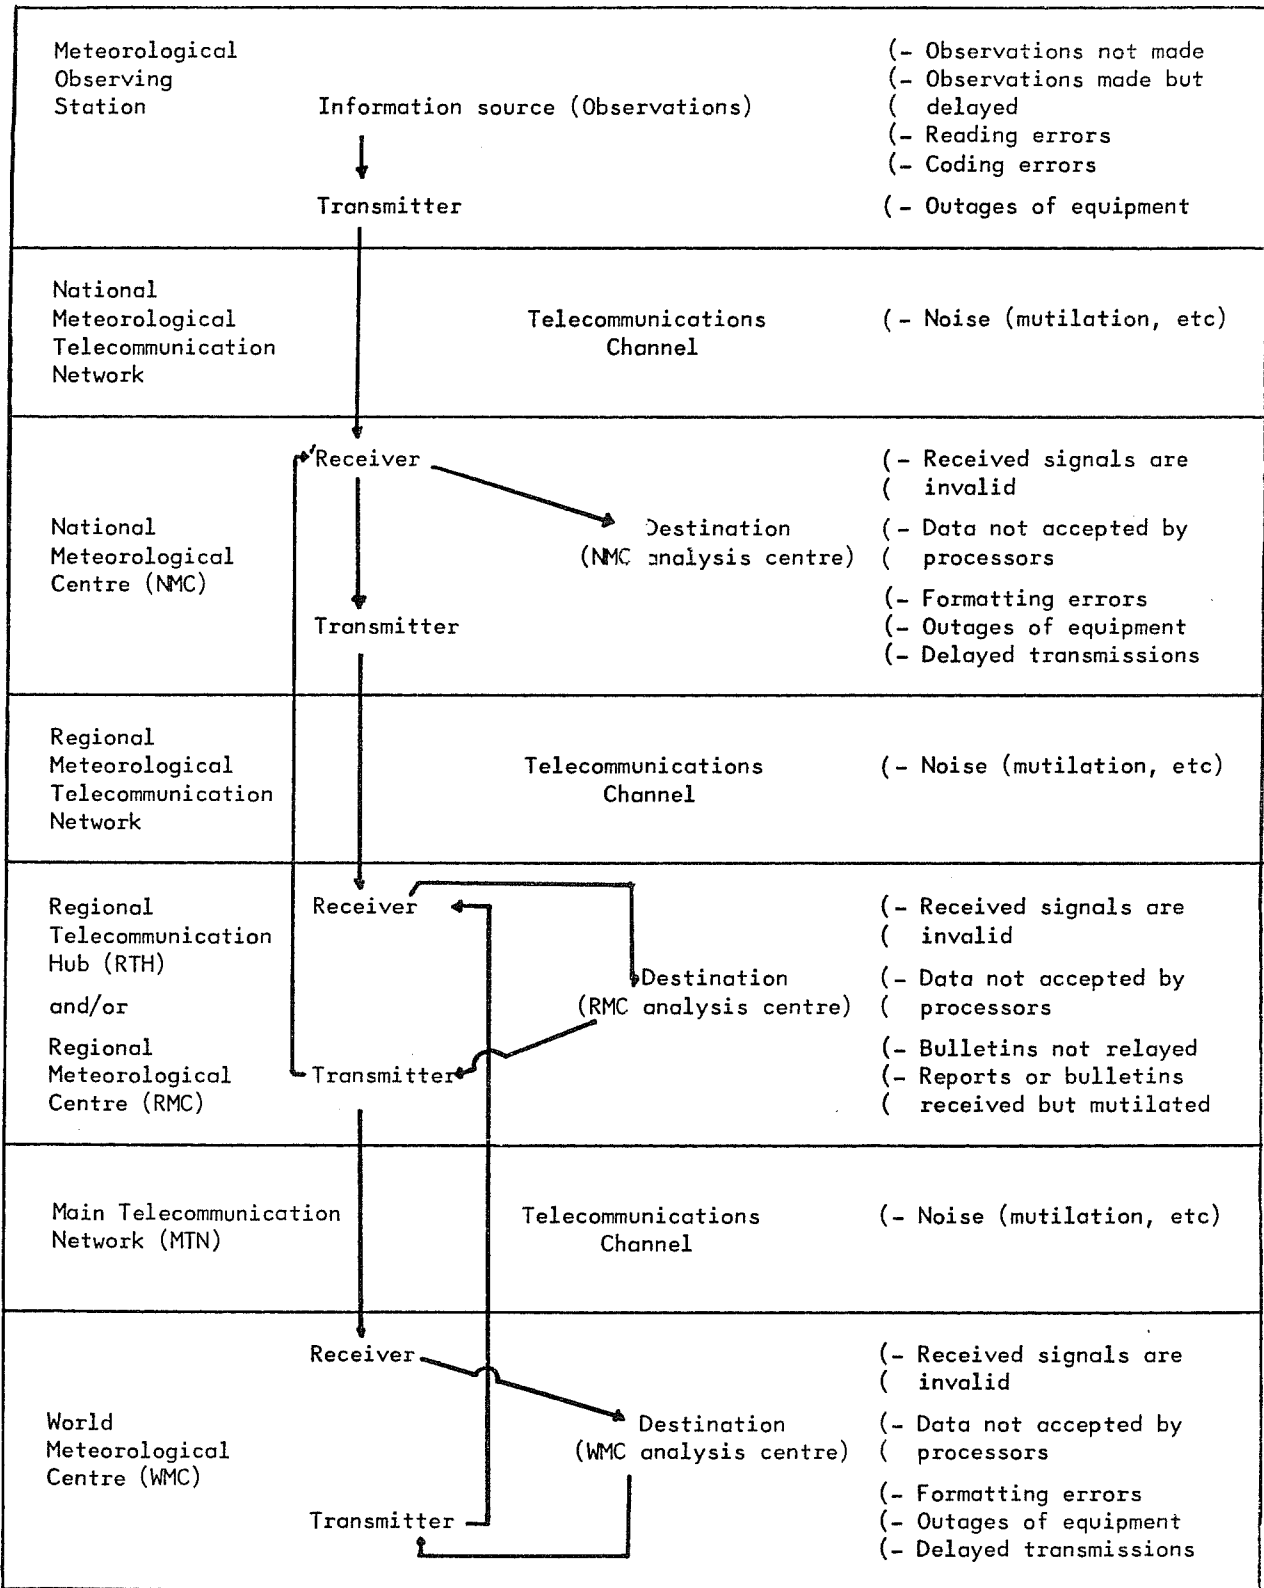 Meteorological
Observing
Station
Information source (Observations)
Transmitter
(- Observations not made
(- Observations made but
(  delayed
(- Reading errors
(- Coding errors
(- Outages of equipment
National
Meteorological
Telecommunication
Network
Telecommunications
Channel
(- Noise (mutilation, etc)
National
Meteorological
Centre (NMC)
Receiver
Destination
(NMC analysis centre)
Transmitter
(- Received signals are
(  invalid
(- Data not accepted by
(  processors
(- Formatting errors
(- Outages of equipment
(- Delayed transmissions
Regional
Meteorological
Telecommunication
Network
Telecommunications
Channel
(- Noise (mutilation, etc)
Regional
Telecommunication
Hub (RTH)
and/or
Regional
Meteorological
Centre (RMC)
Receiver
Destination
(RMC analysis centre)
Transmitter
(- Received signals are
(  invalid
(- Data not accepted by
(  processors
(- Bulletins not relayed
(- Reports or bulletins
(  received but mutilated
Main Telecommunication
Network (MTN)
Telecommunications
Channel
(- Noise (mutilation, etc)
World
Meteorological
Centre (WMC)
Receiver
Destination
(WMC analysis centre)
Transmitter
(- Received signals are
(  invalid
(- Data not accepted by
(  processors
(- Formatting errors
(- Outages of equipment
(- Delayed transmissions